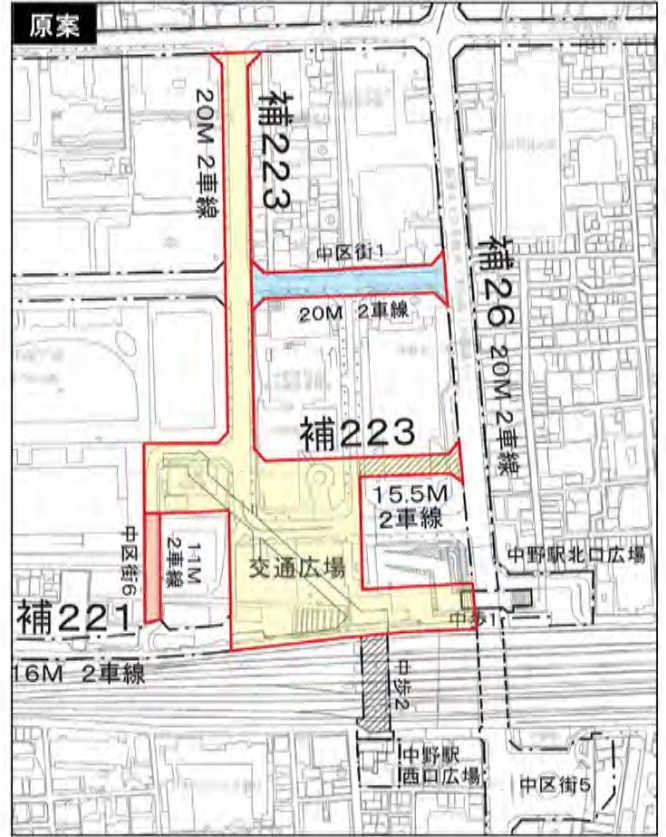 原案
補223
20M 2車線
中区街1
20M 2車線
補26
20M 2車線
補223
15.5M
2車線
中野駅北口広場
中区街6
11M
2車線
交通広場
補221
中歩1
16M 2車線
中歩2
中野駅
西口広場
中区街5